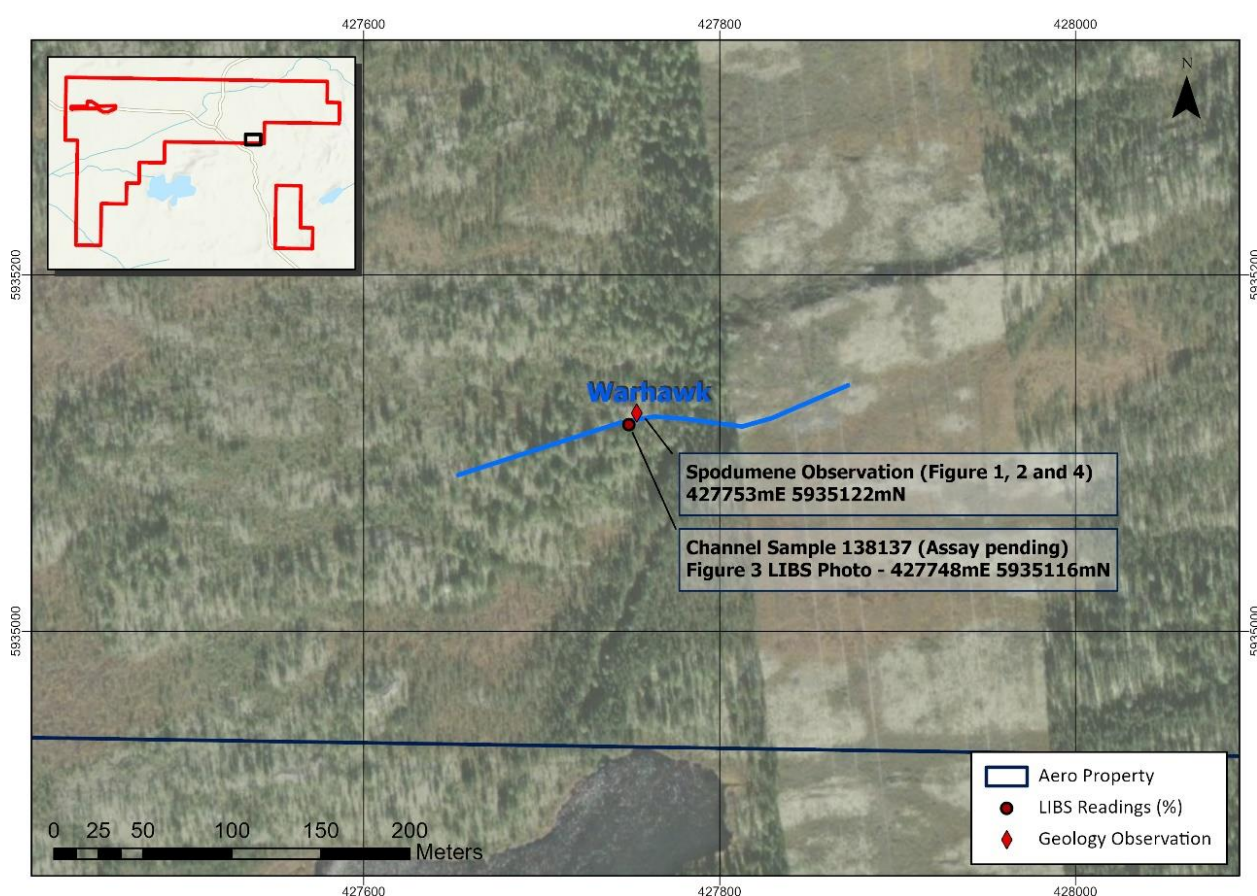 427600
427800
428000
N
5935200
5935200
Warhawk
Spodumene Observation (Figure 1, 2 and 4)
427753mE 5935122mN
Channel Sample 138137 (Assay pending)
Figure 3 LIBS Photo - 427748mE 5935116mN
5935000
5935000
Aero Property
LIBS Readings (%)
Geology Observation
0 25 50 100 150 200
Meters
427600
427800
428000